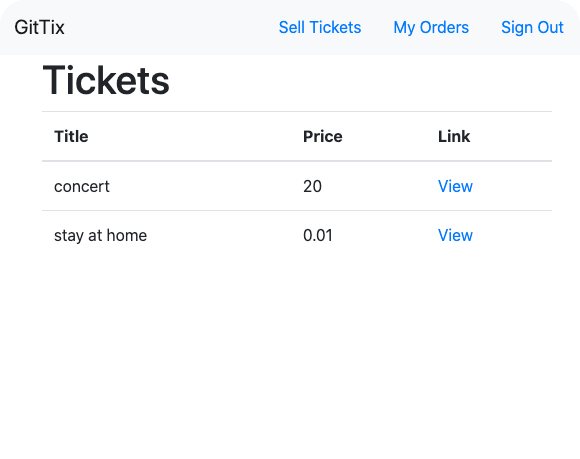 GitTix Sell Tickets My Orders Sign Out
Tickets
Title Price Link
concert 20 View
stay at home 0.01 View